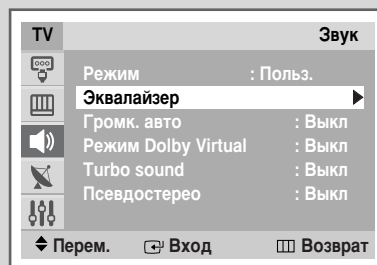 TV Звук
Режим : Польз.
Эквалайзер
Громк. авто : Выкл
Режим Dolby Virtual : Выкл
Turbo sound : Выкл
Псевдостерео : Выкл
Перем. Вход Возврат